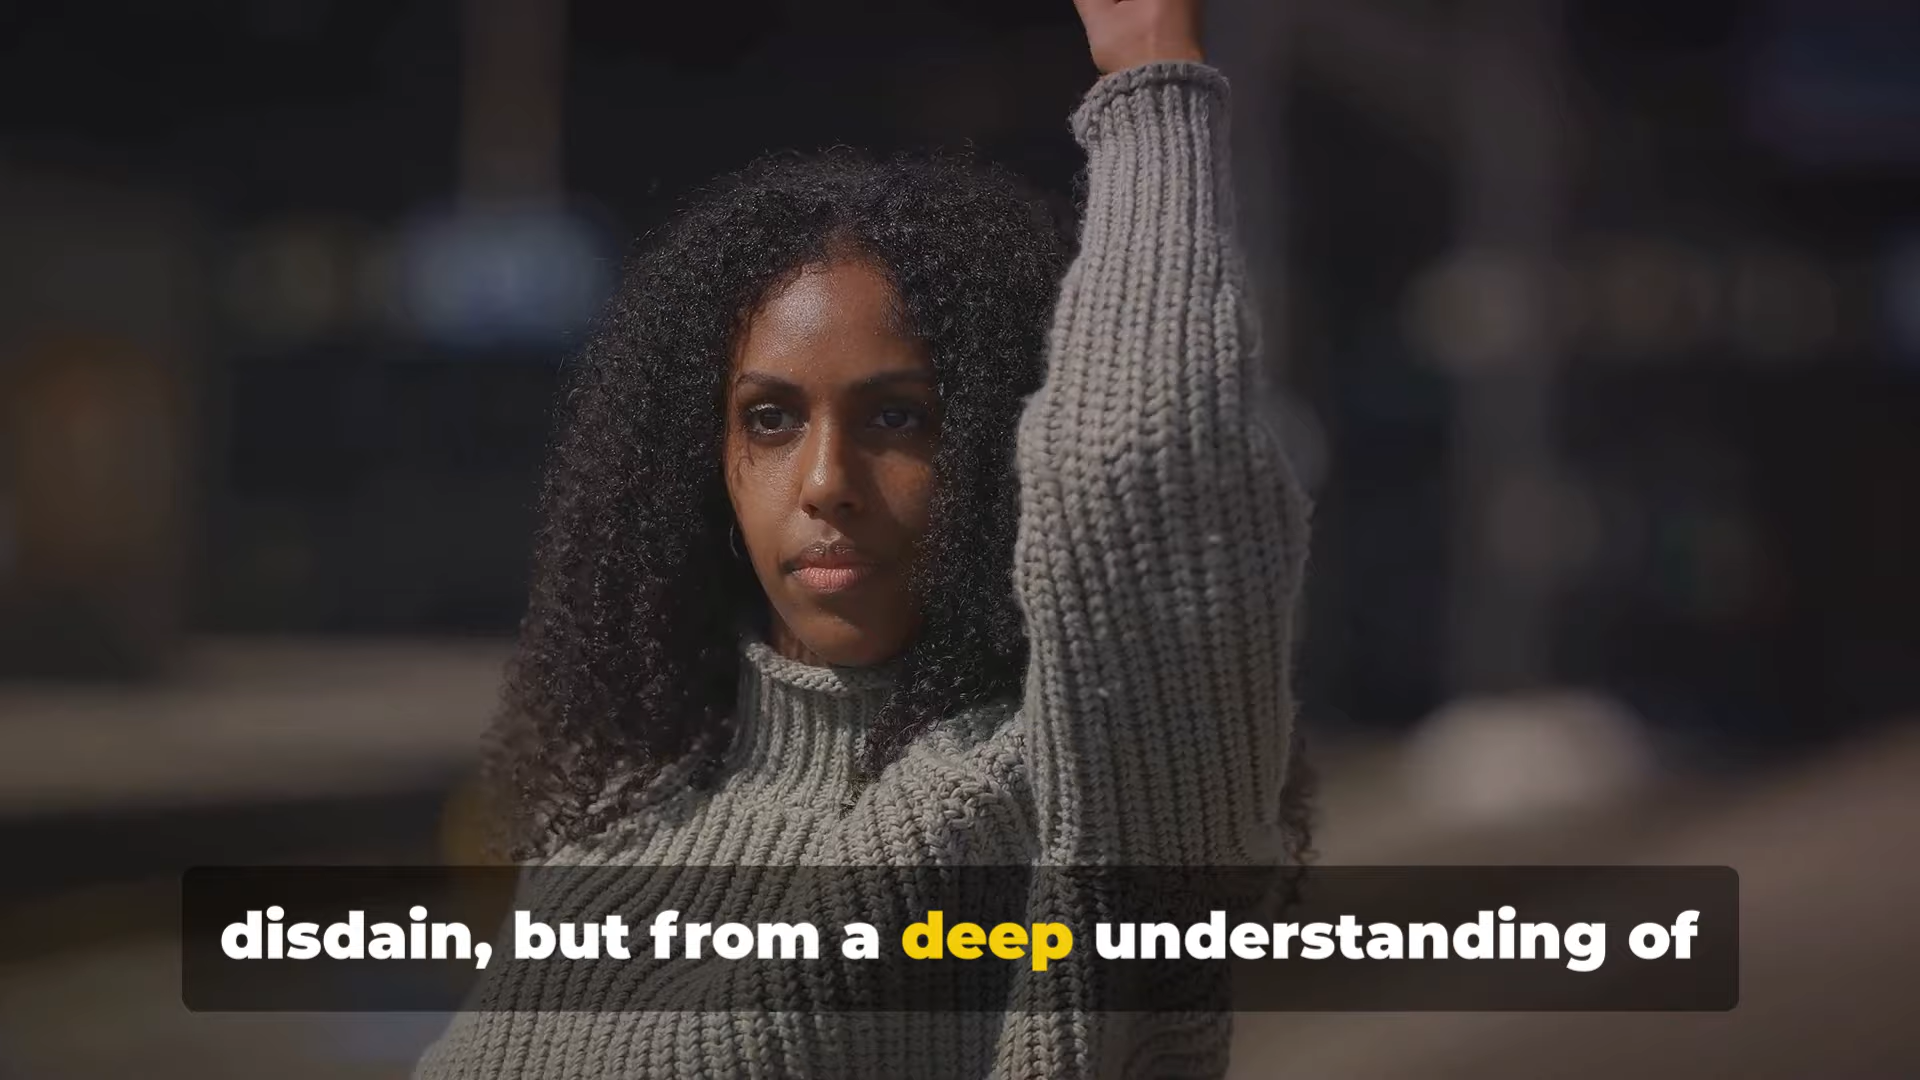 disdain, but from a deep understanding of